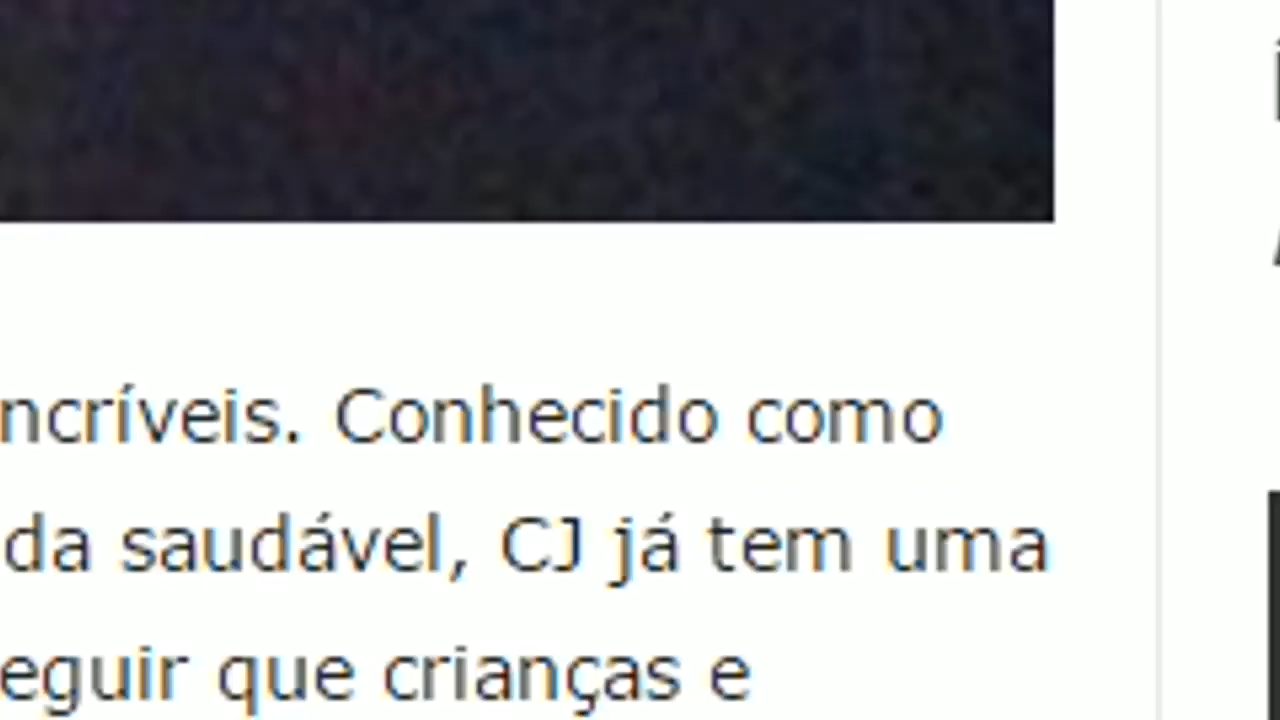 ncríveis. Conhecido como
da saudável, CJ já tem uma
eguir que crianças e